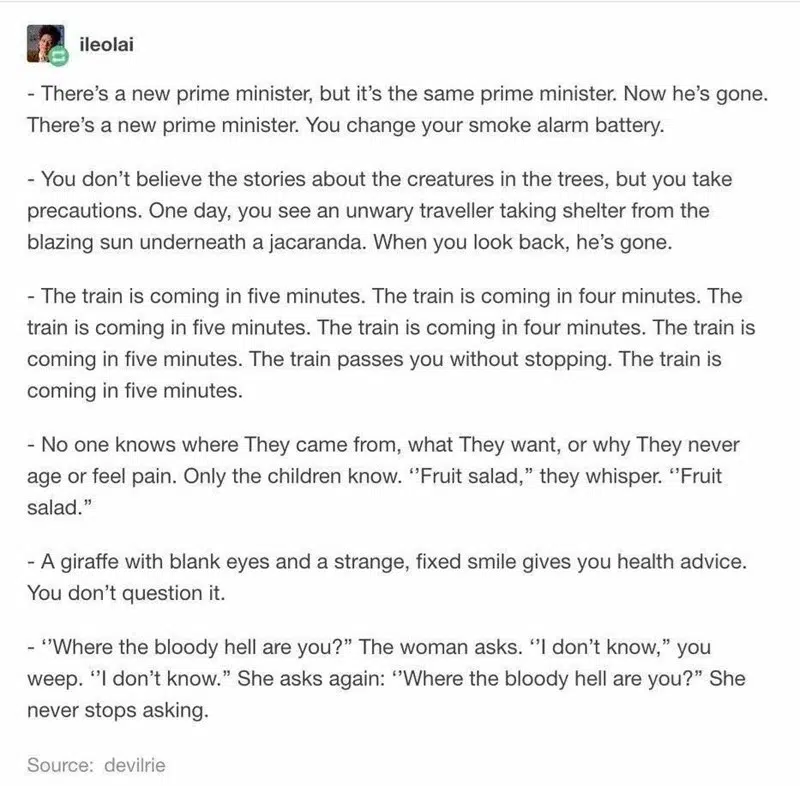 ileolai
- There’s a new prime minister, but it’s the same prime minister. Now he’s gone.
There’s a new prime minister. You change your smoke alarm battery.
- You don’t believe the stories about the creatures in the trees, but you take
precautions. One day, you see an unwary traveller taking shelter from the
blazing sun underneath a jacaranda. When you look back, he’s gone.
- The train is coming in five minutes. The train is coming in four minutes. The
train is coming in five minutes. The train is coming in four minutes. The train is
coming in five minutes. The train passes you without stopping. The train is
coming in five minutes.
- No one knows where They came from, what They want, or why They never
age or feel pain. Only the children know. ‘’Fruit salad,” they whisper. ‘’Fruit
salad.”
- A giraffe with blank eyes and a strange, fixed smile gives you health advice.
You don’t question it.
- ‘’Where the bloody hell are you?” The woman asks. ‘’I don’t know,” you
weep. ‘’I don’t know.” She asks again: ‘’Where the bloody hell are you?” She
never stops asking.
Source: devilrie